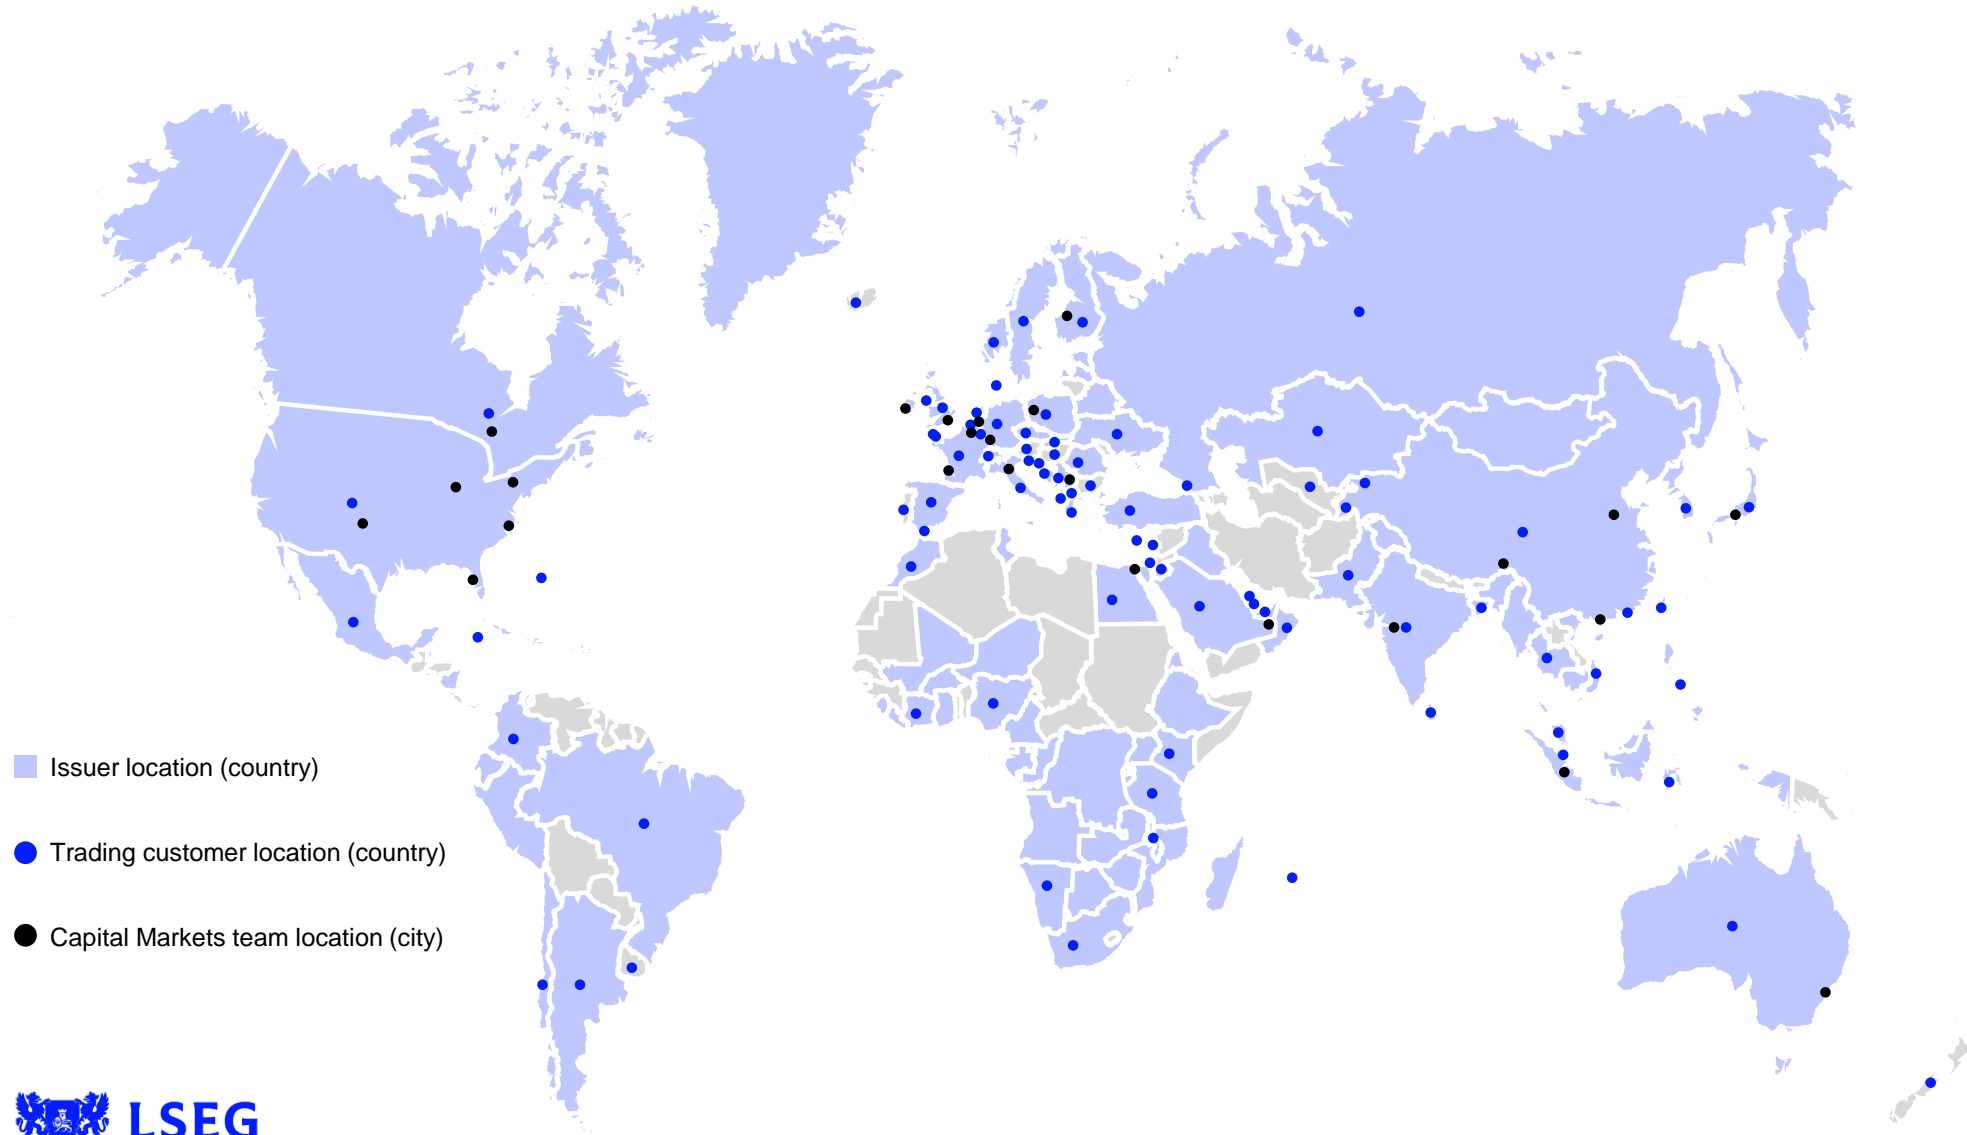 Issuer location (country)
Trading customer location (country)
Capital Markets team location (city)
LSEG